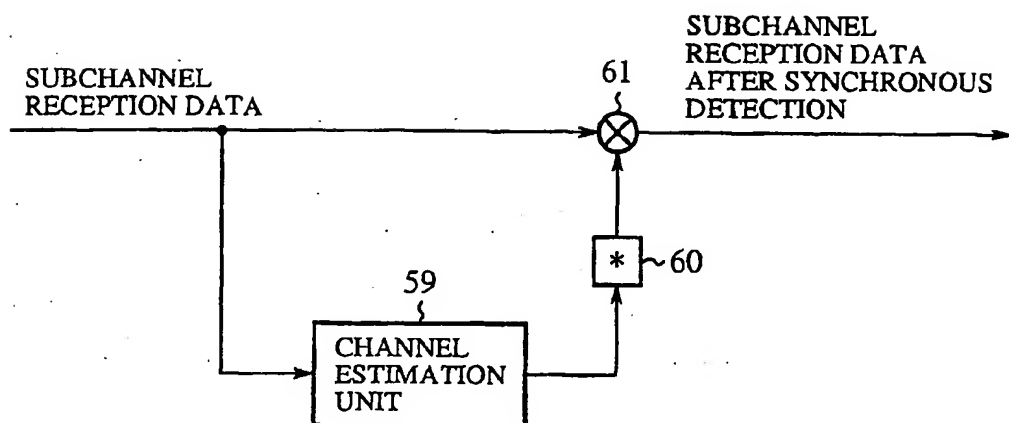 SUBCHANNEL
RECEPTION DATA
61
SUBCHANNEL
RECEPTION DATA
AFTER SYNCHRONOUS
DETECTION
* 60
59
CHANNEL
ESTIMATION
UNIT